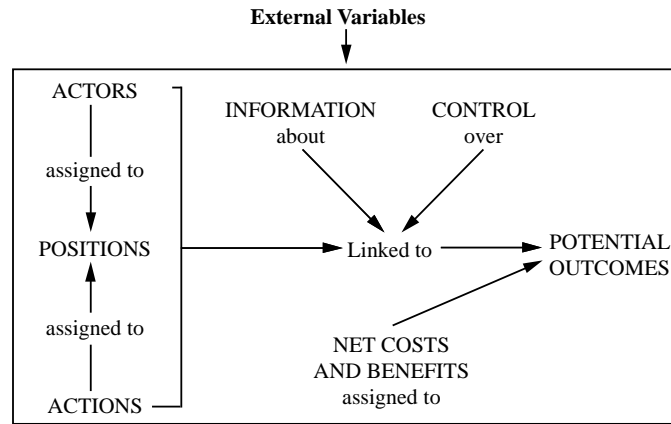 External Variables
ACTORS
assigned to
POSITIONS
assigned to
ACTIONS
INFORMATION
about
CONTROL
over
Linked to
POTENTIAL
OUTCOMES
NET COSTS
AND BENEFITS
assigned to